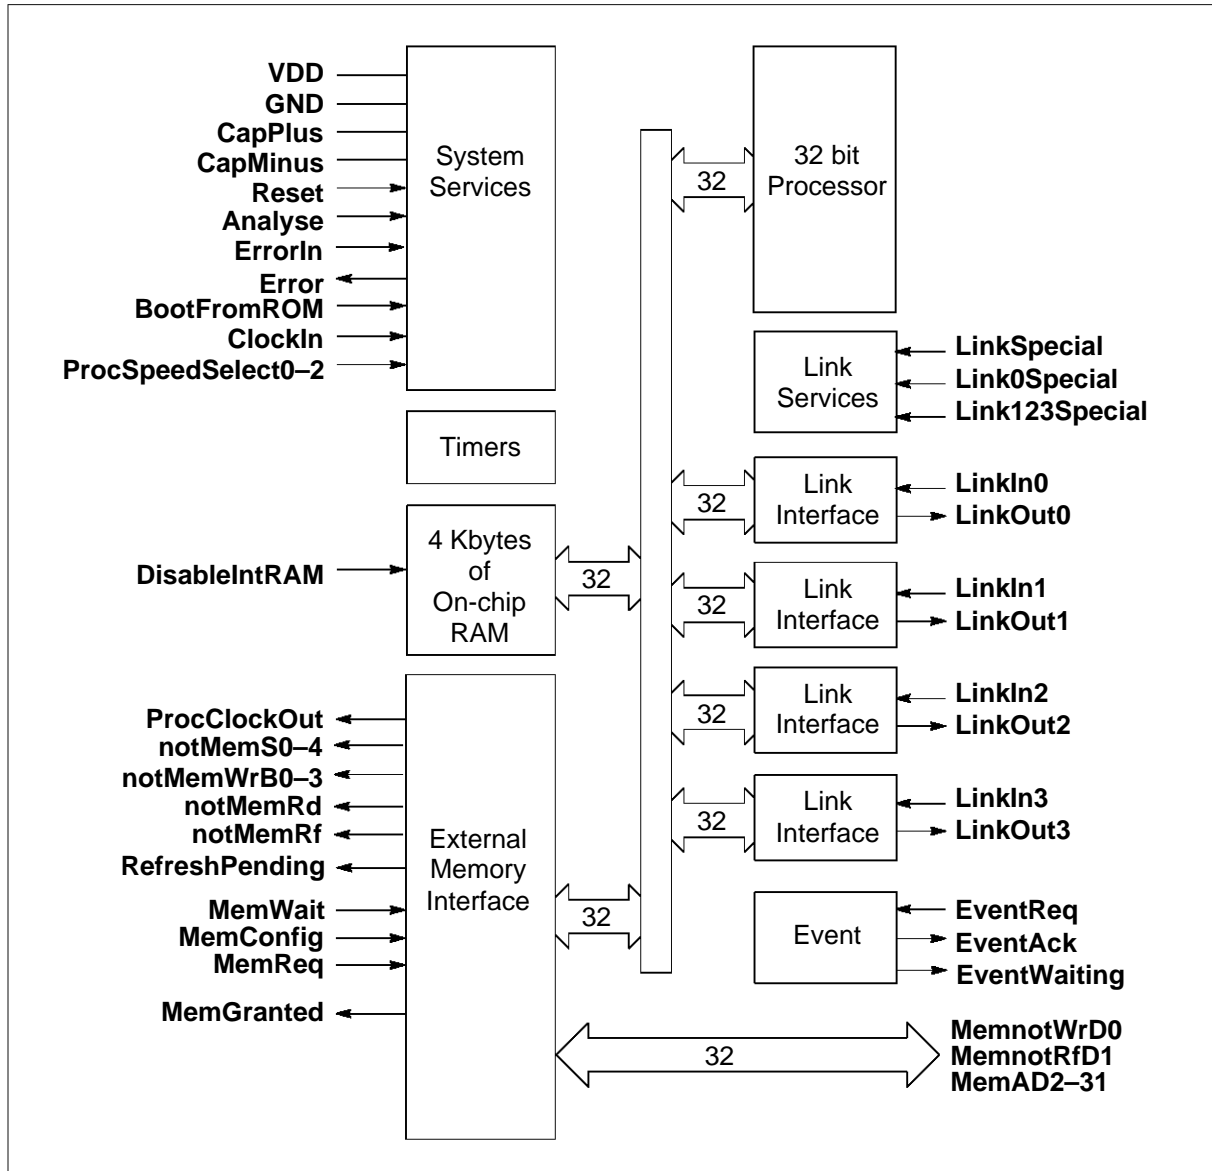 VDD
GND
CapPlus
CapMinus
Reset
Analyse
ErrorIn
Error
BootFromROM
ClockIn
ProcSpeedSelect0–2
System
Services
32 bit
Processor
32
Link
Services
LinkSpecial
Link0Special
Link123Special
Timers
32
Link
Interface
LinkIn0
LinkOut0
DisableIntRAM
4 Kbytes
of
On-chip
RAM
32
32
Link
Interface
LinkIn1
LinkOut1
32
Link
Interface
LinkIn2
LinkOut2
32
Link
Interface
LinkIn3
LinkOut3
ProcClockOut
notMemS0–4
notMemWrB0–3
notMemRd
notMemRf
RefreshPending
MemWait
MemConfig
MemReq
MemGranted
External
Memory
Interface
32
Event
EventReq
EventAck
EventWaiting
32
MemnotWrD0
MemnotRfD1
MemAD2–31